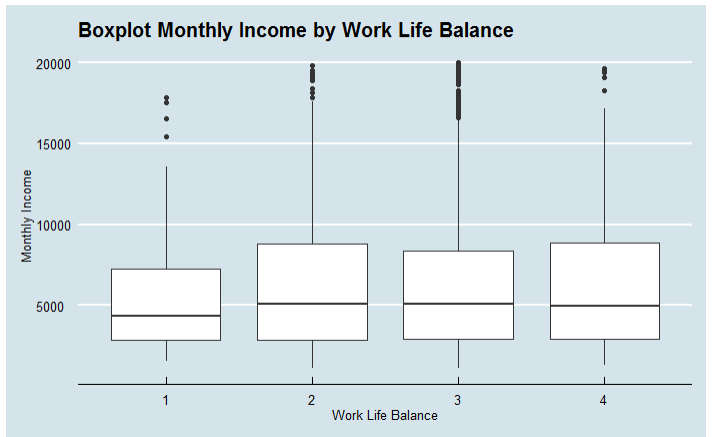 Boxplot Monthly Income by Work Life Balance
20000
15000
10000
5000
Monthly Income
1 2 3 4
Work Life Balance